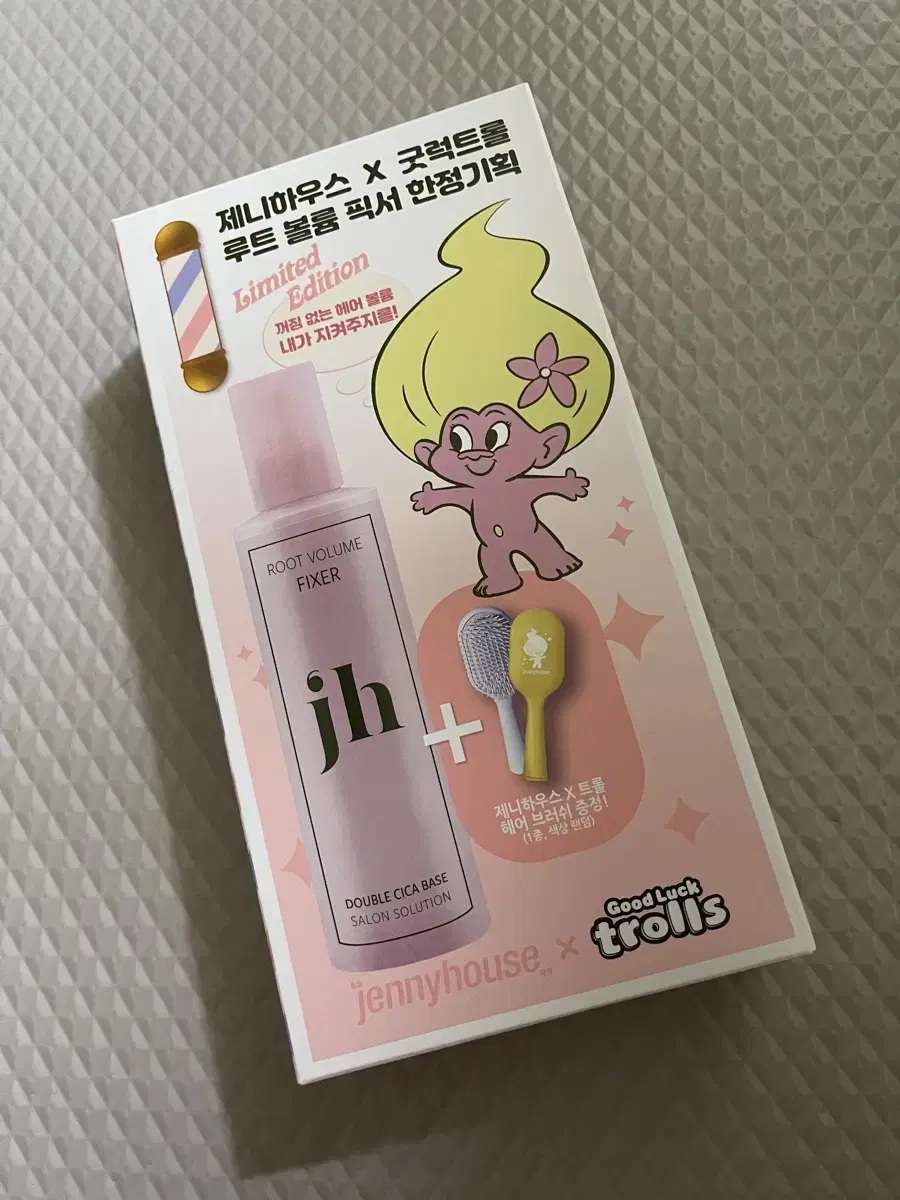 제니하우스 X 굿럭트롤
루트 볼륨 픽서 한정기획
Limited
Edition
꺼짐 없는 헤어 볼륨
내가 지켜주지롤!
ROOT VOLUME
FIXER
jh
DOUBLE CICA BASE
SALON SOLUTION
+
jennyhouse
제니하우스 X 트롤
헤어 브러쉬 증정!
(1종, 색상 랜덤)
"jennyhouse" × Good Luck
trolls